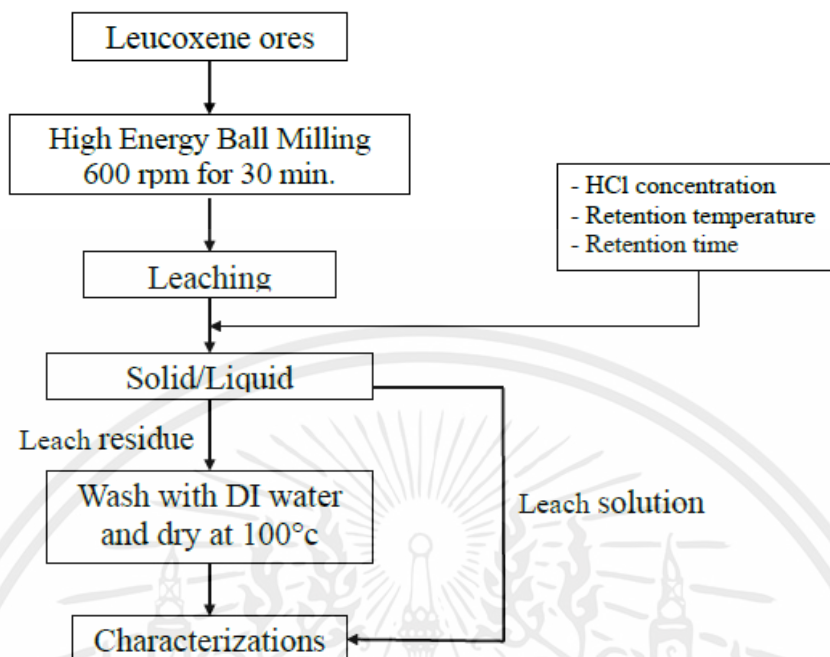 Leucoxene ores
High Energy Ball Milling
600 rpm for 30 min.
- HCl concentration
- Retention temperature
- Retention time
Leaching
Solid/Liquid
Leach residue
Wash with DI water
and dry at 100°c
Leach solution
Characterizations